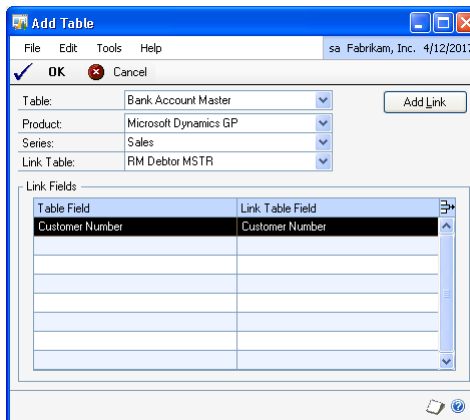 Add Table
File Edit Tools Help sa Fabrikam, Inc. 4/12/2017
OK Cancel
Table: Bank Account Master Add Link
Product: Microsoft Dynamics GP
Series: Sales
Link Table: RM Debtor MSTR
Link Fields
Table Field Link Table Field
Customer Number Customer Number